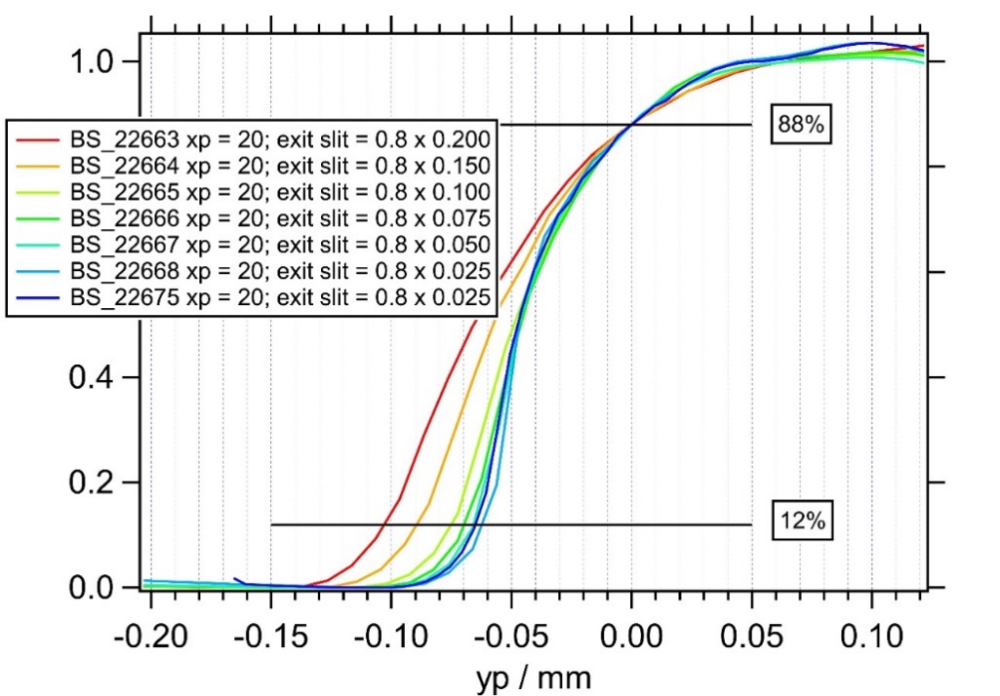 1.0
88%
BS_22663 xp = 20; exit slit = 0.8 x 0.200
BS_22664 xp = 20; exit slit = 0.8 x 0.150
BS_22665 xp = 20; exit slit = 0.8 x 0.100
BS_22666 xp = 20; exit slit = 0.8 x 0.075
BS_22667 xp = 20; exit slit = 0.8 x 0.050
BS_22668 xp = 20; exit slit = 0.8 x 0.025
BS_22675 xp = 20; exit slit = 0.8 x 0.025
0.4
0.2
12%
0.0
-0.20 -0.15 -0.10 -0.05 0.00 0.05 0.10
yp / mm